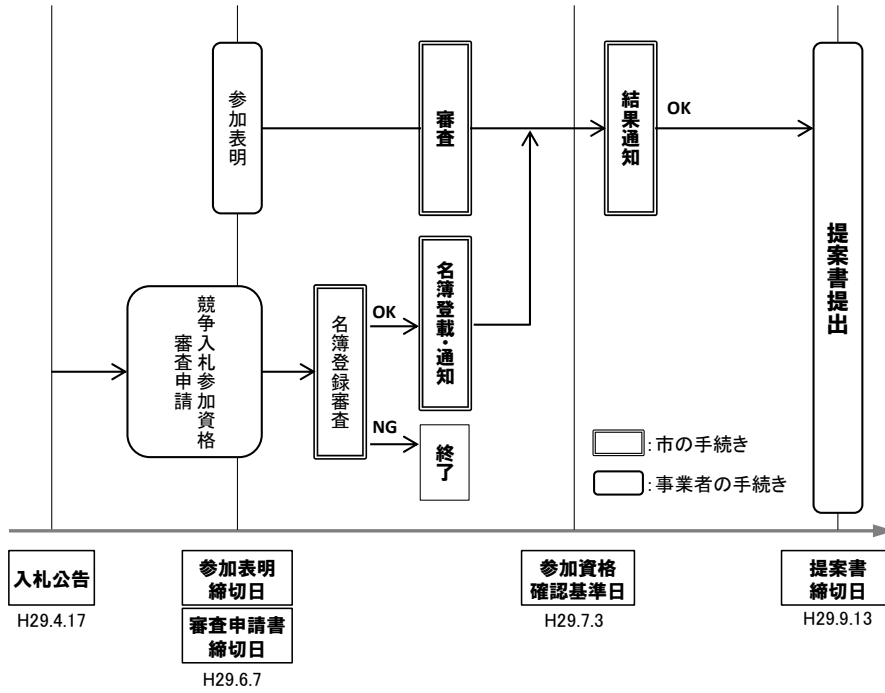 参加表明
審査
結果通知
OK
提案書提出
競争入札参加資格
審査申請
名簿登録審査
OK
名簿登載・通知
NG
終了
:市の手続き
:事業者の手続き
入札公告
H29.4.17
参加表明
締切日
審査申請書
締切日
H29.6.7
参加資格
確認基準日
H29.7.3
提案書
締切日
H29.9.13